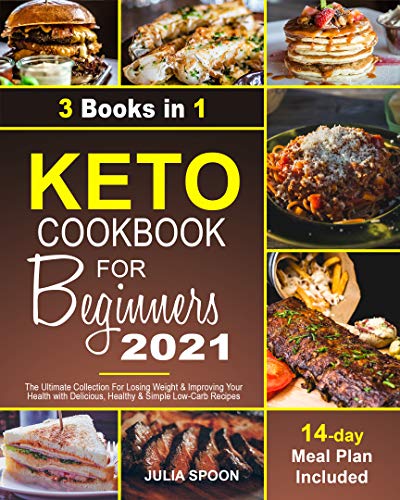 3 Books in 1
KETO
COOKBOOK
FOR
Beginners
2021
The Ultimate Collection For Losing Weight & Improving Your
Health with Delicious, Healthy & Simple Low-Carb Recipes
14-day
Meal Plan
Included
JULIA SPOON